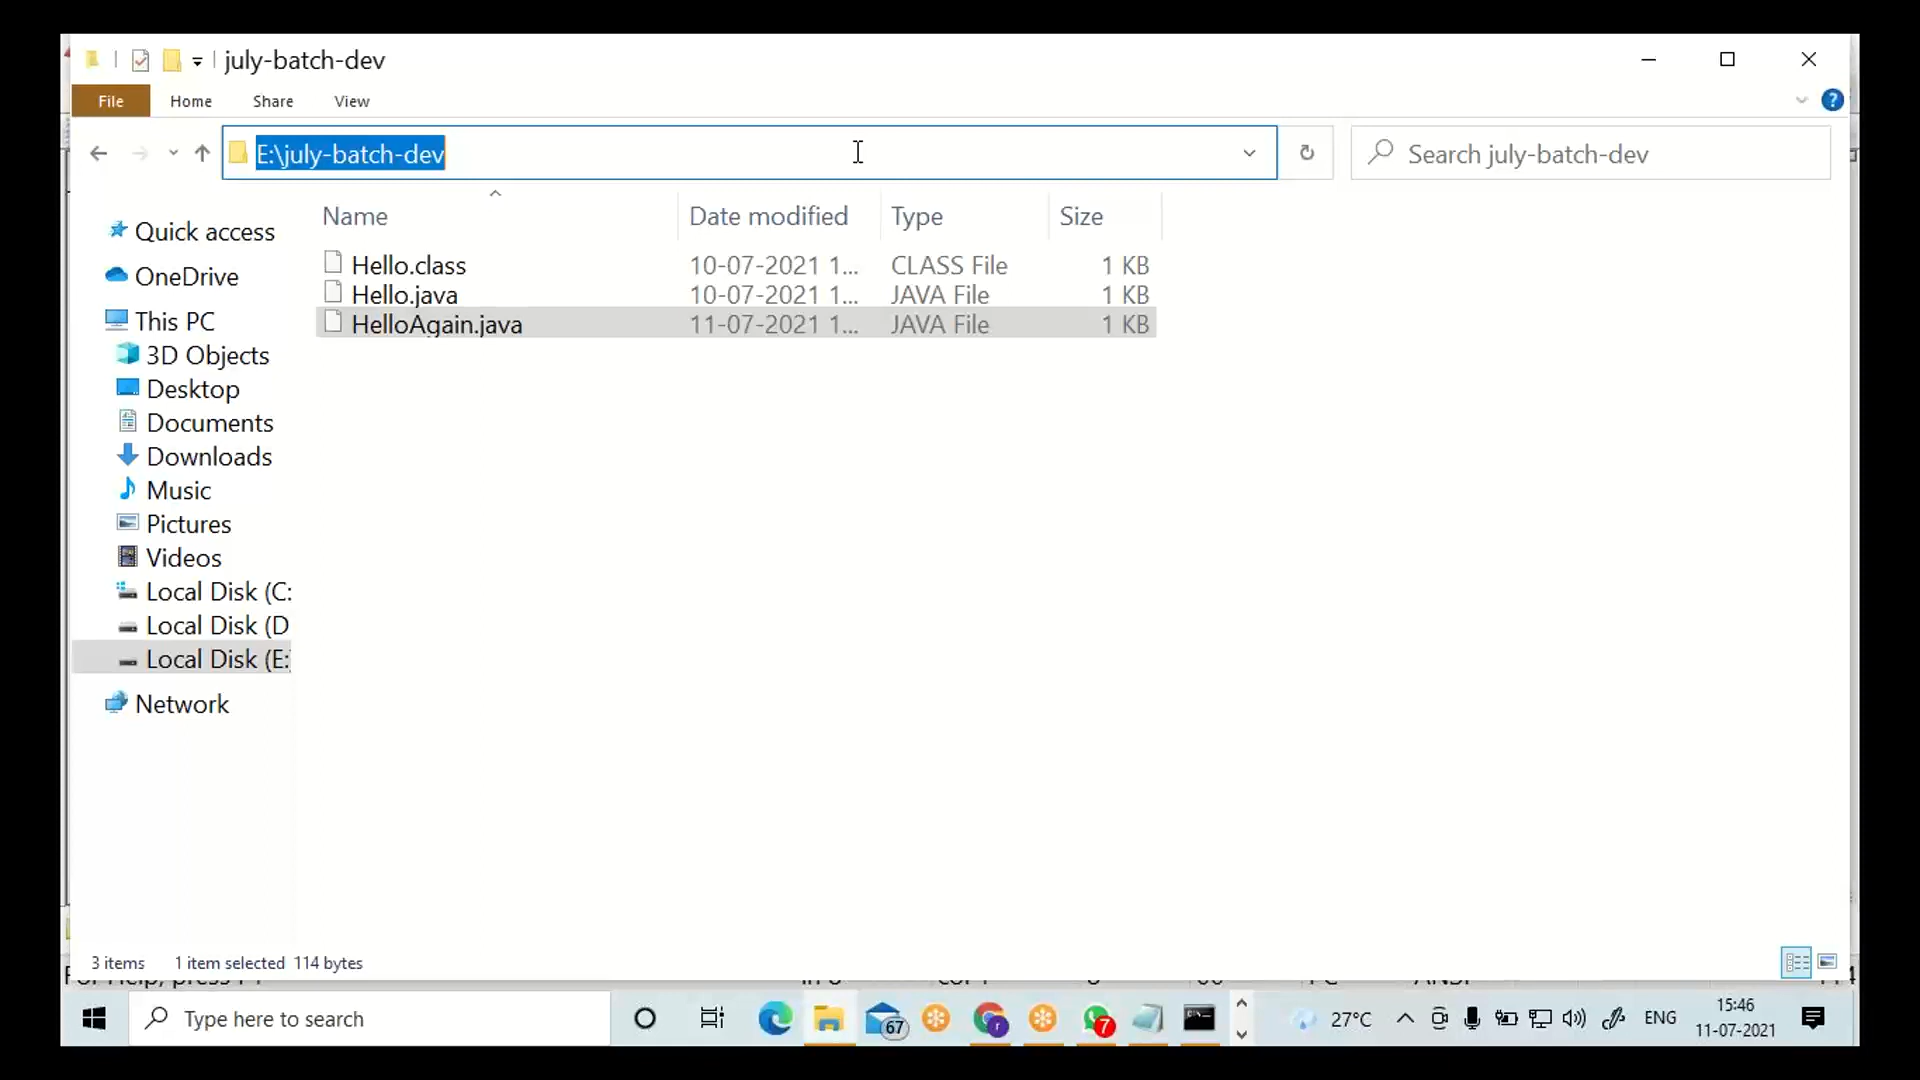 july-batch-dev
File Home Share View
E:\july-batch-dev
Search july-batch-dev
Name Date modified Type Size
Hello.class 10-07-2021 1... CLASS File 1 KB
Hello.java 10-07-2021 1... JAVA File 1 KB
HelloAgain.java 11-07-2021 1... JAVA File 1 KB
Quick access
OneDrive
This PC
3D Objects
Desktop
Documents
Downloads
Music
Pictures
Videos
Local Disk (C:
Local Disk (D
Local Disk (E:
Network
3 items 1 item selected 114 bytes
Type here to search
67
r
7
27°C
ENG
15:46
11-07-2021